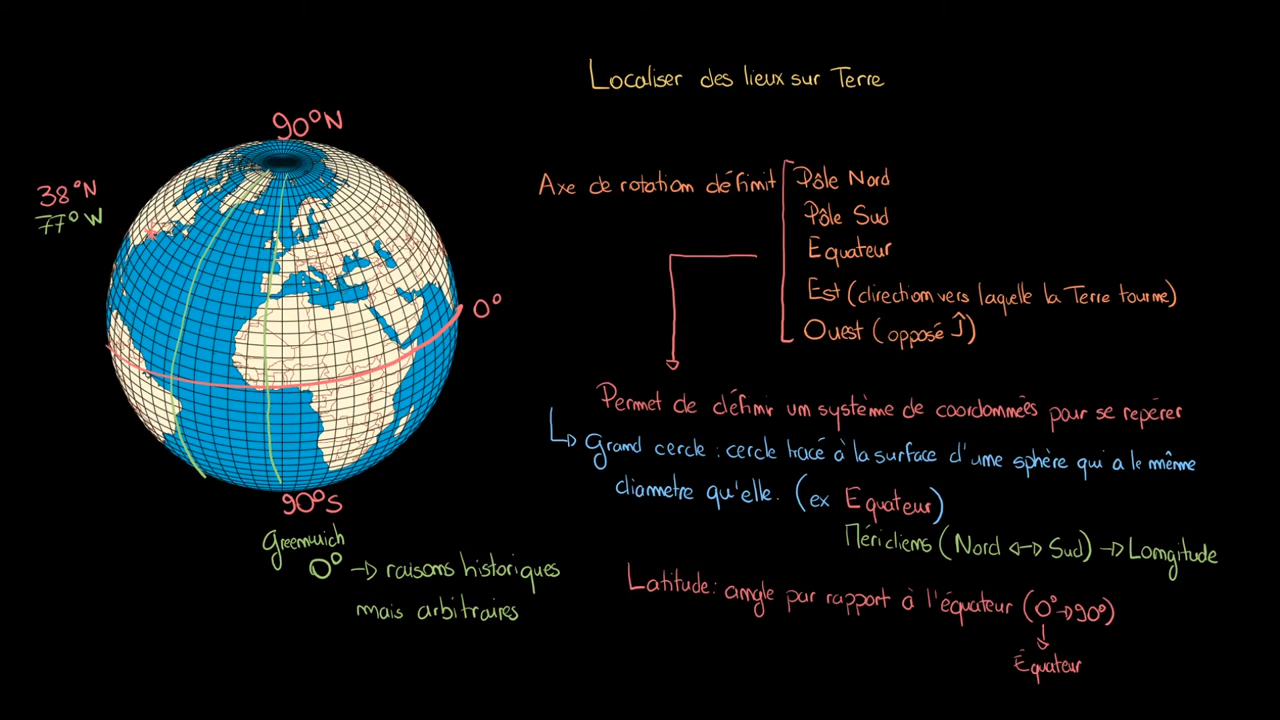 Localiser des lieux sur Terre
90°N
38°N
77°W
0°
90°S
Greenwich
0° → raisons historiques
mais arbitraires
Axe de rotation définit
Pôle Nord
Pôle Sud
Equateur
Est (direction vers laquelle la Terre tourne)
Ouest (opposé ↑)
Permet de définir un système de coordonnées pour se repérer
↳ Grand cercle : cercle tracé à la surface d'une sphère qui a le même
diametre qu'elle. (ex Equateur)
Méridiens (Nord ↔ Sud) → Longitude
Latitude : angle par rapport à l'équateur (0° → 90°)
Équateur